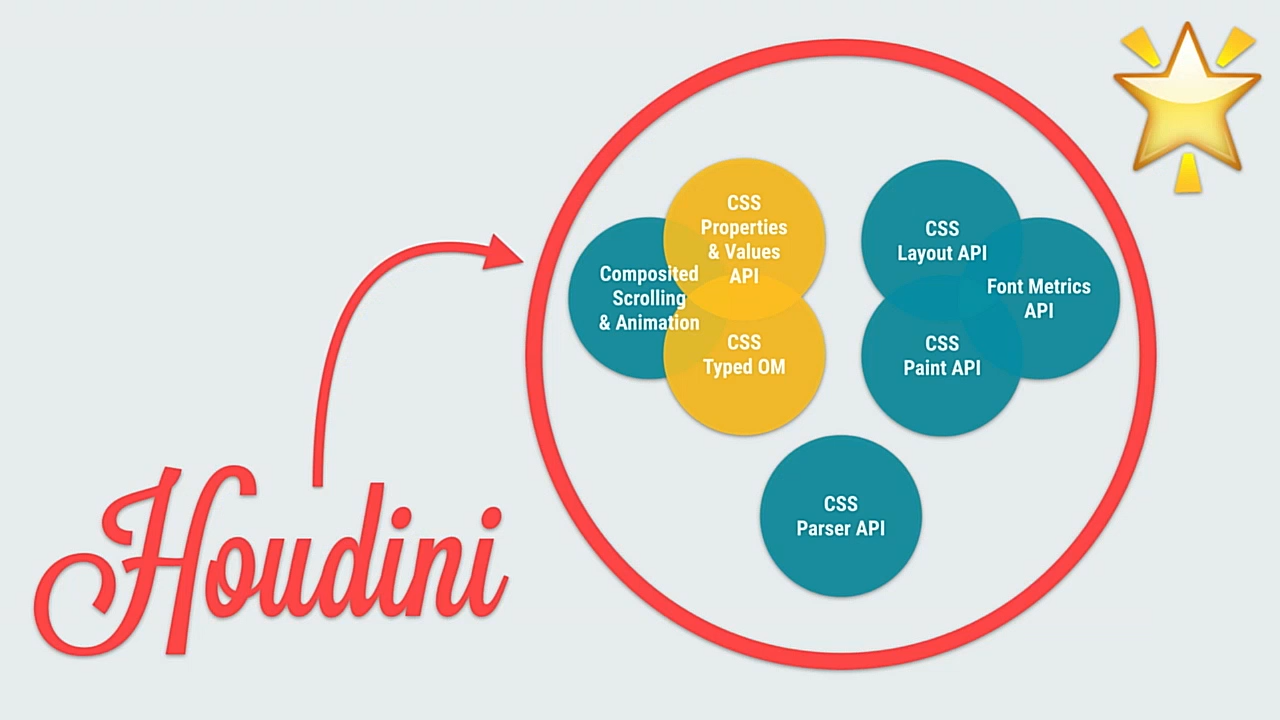 CSS
Properties
& Values
API
Composited
Scrolling
& Animation
CSS
Typed OM
CSS
Layout API
Font Metrics
API
CSS
Paint API
CSS
Parser API
Houdini